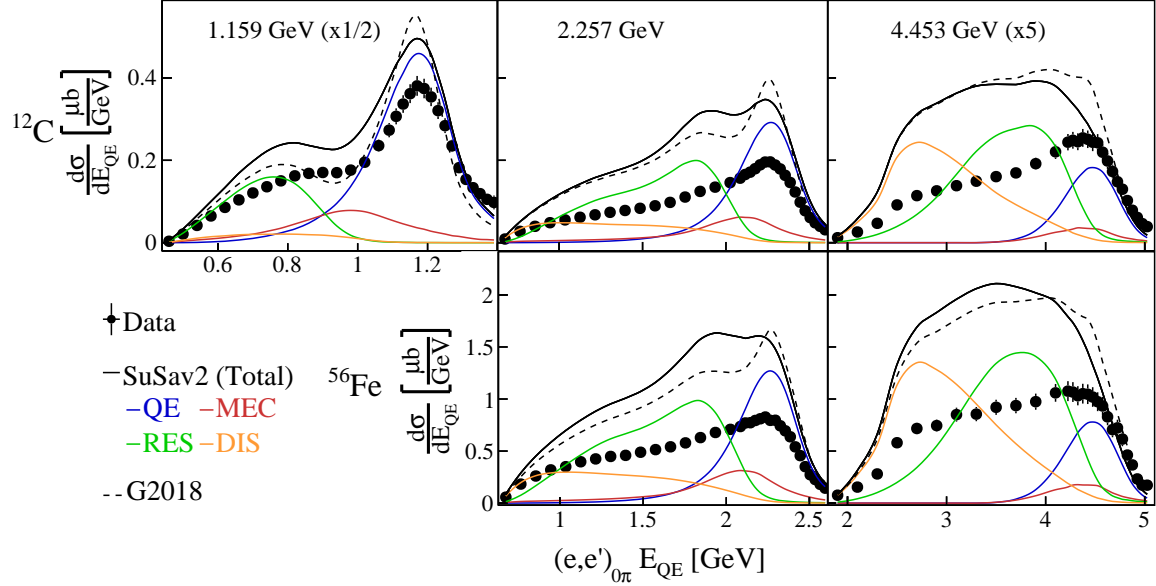 1.159 GeV (x1/2)
2.257 GeV
4.453 GeV (x5)
¹²C dσ/dE_QE [μb/GeV]
0.4
0.2
0
0.6 0.8 1 1.2
Data
SuSav2 (Total)
QE MEC
RES DIS
G2018
⁵⁶Fe dσ/dE_QE [μb/GeV]
2
1.5
1
0.5
0
1 1.5 2 2.5
2 3 4 5
(e,e')_0π E_QE [GeV]